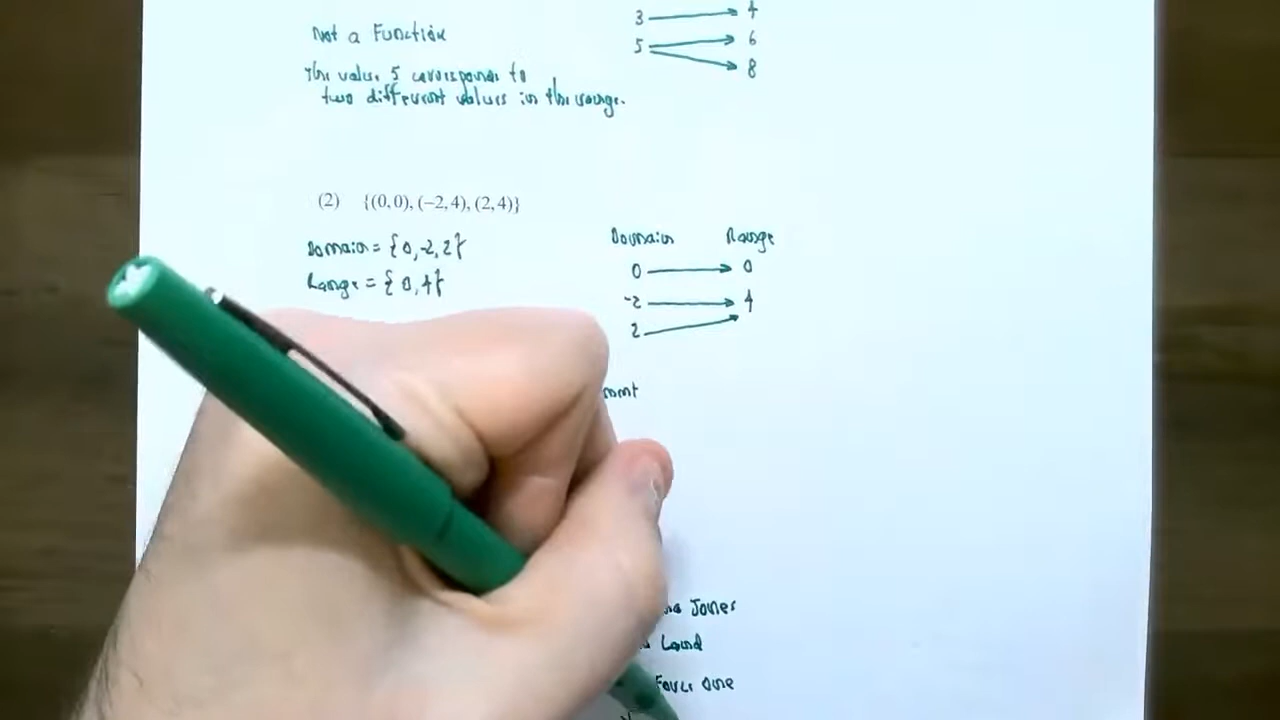 3 → 4
Not a Function
5 → 6
8
The value 5 corresponds to
two different values in the range.
(2) {(0,0),(−2,4),(2,4)}
Domain = {0,-2,2}
Domain Range
Range = {0,4}
0 → 0
-2 → 4
2
Jones
Land
Force One